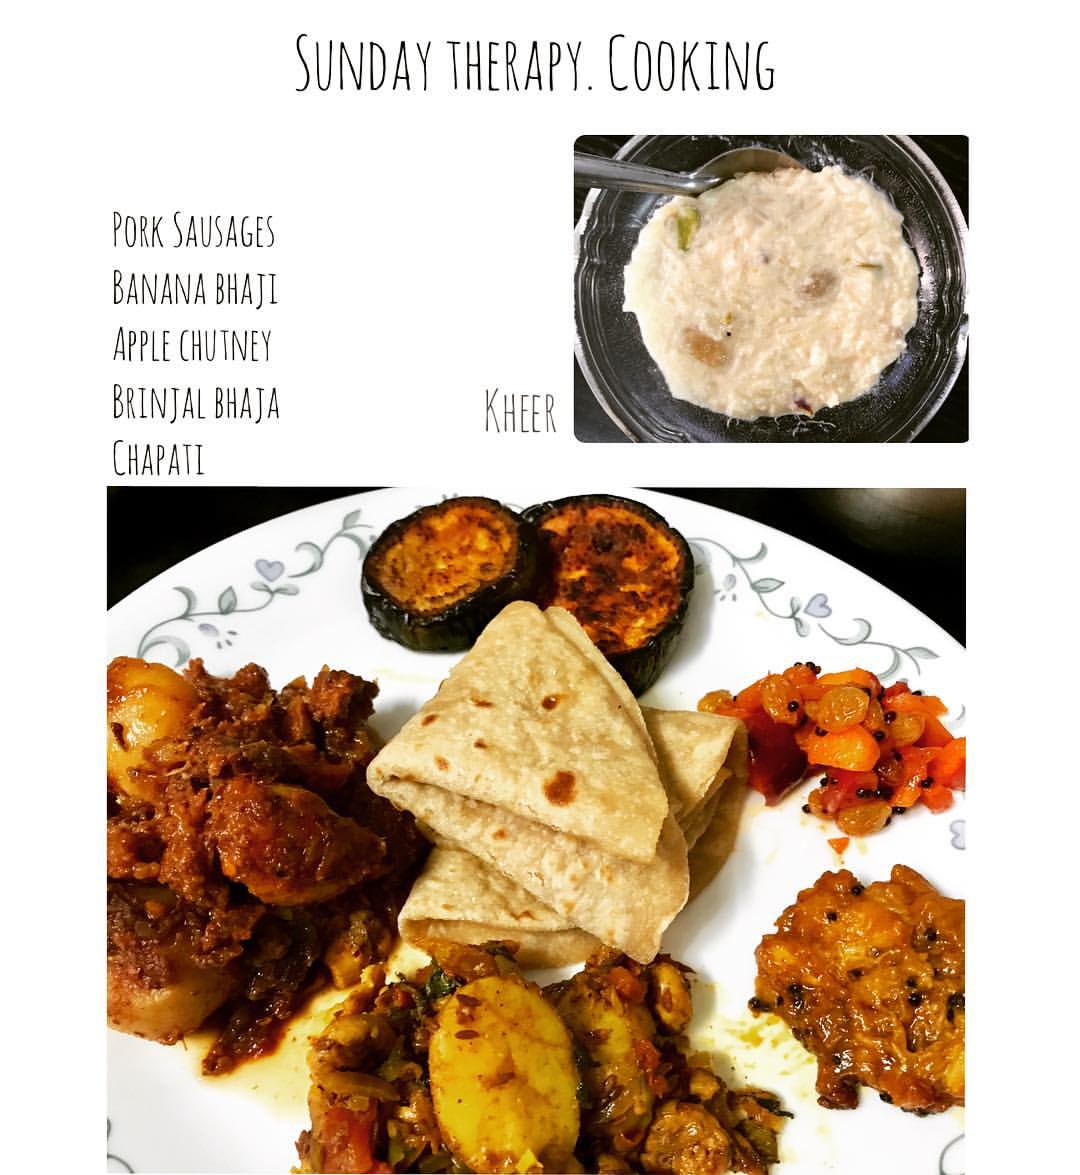 Sunday therapy. Cooking
Pork Sausages
Banana bhaji
Apple chutney
Brinjal bhaja
Chapati
Kheer